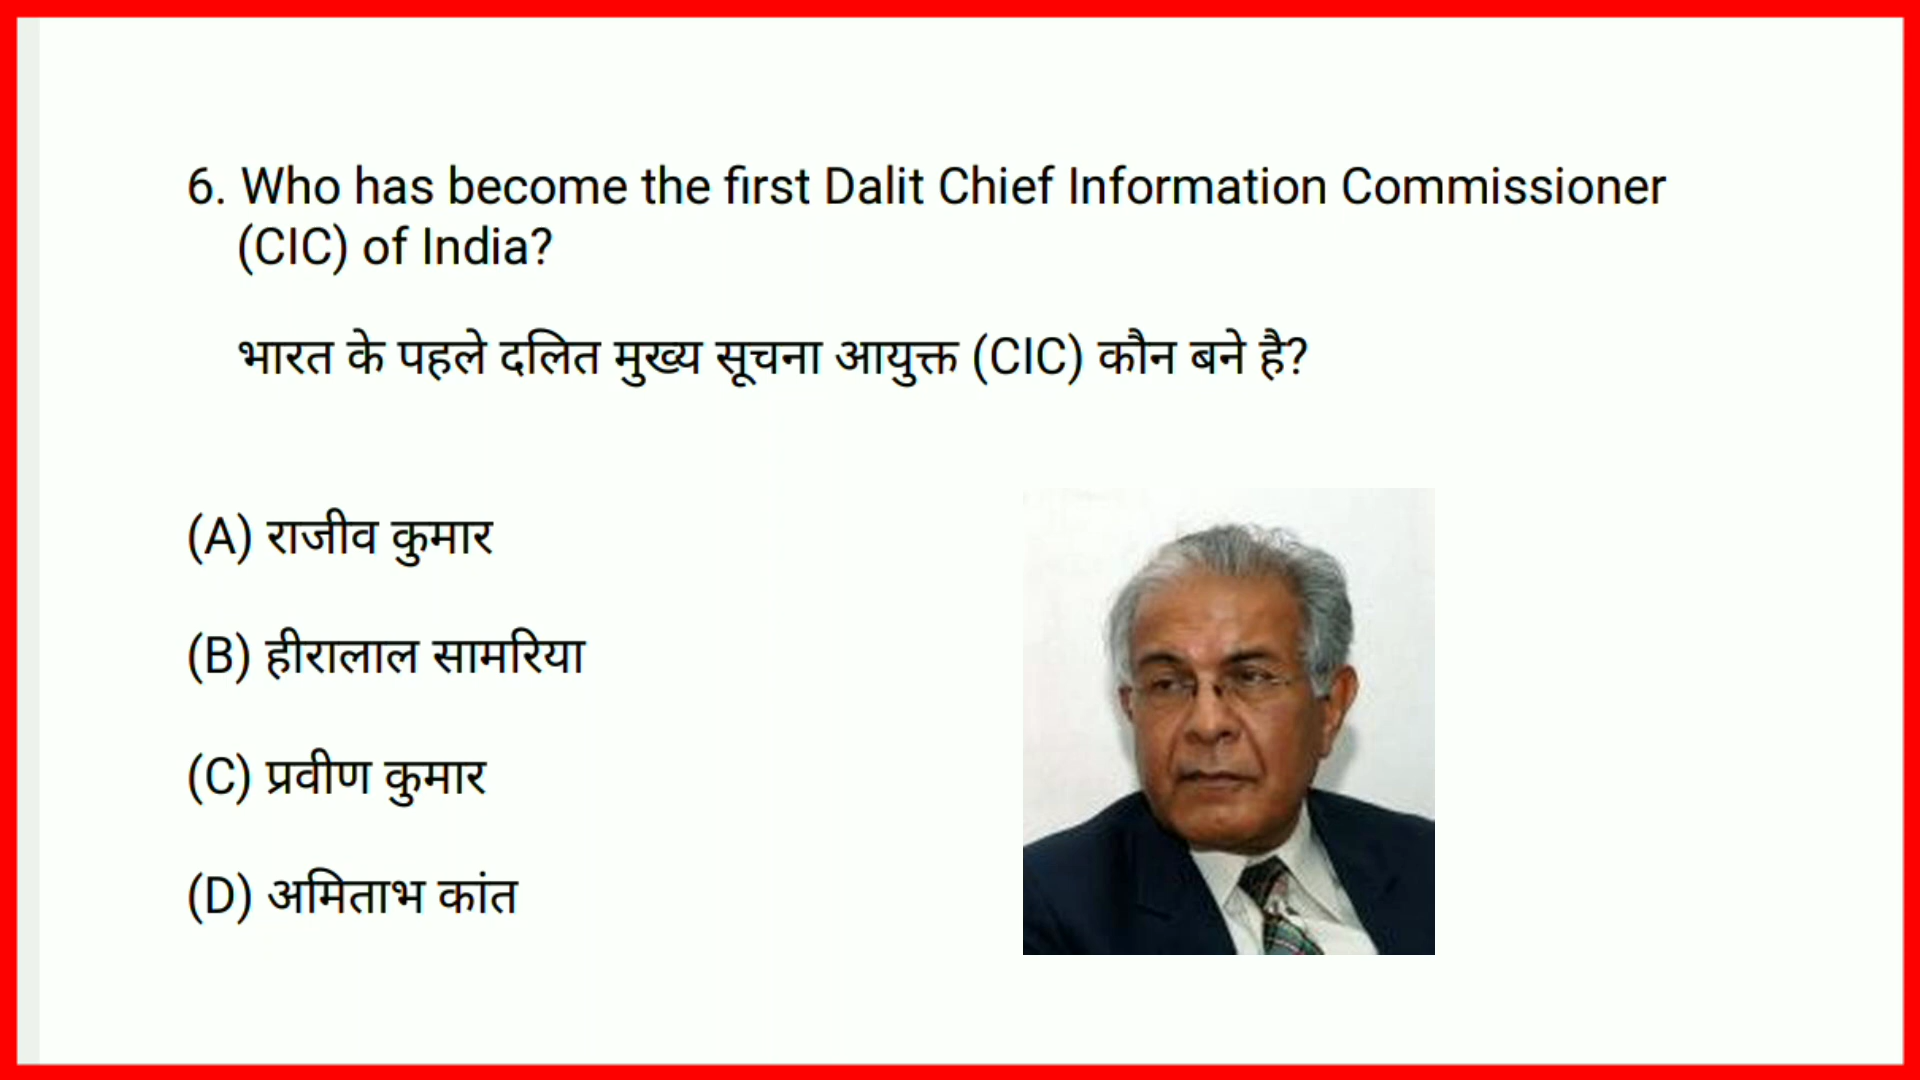 6. Who has become the first Dalit Chief Information Commissioner
(CIC) of India?
भारत के पहले दलित मुख्य सूचना आयुक्त (CIC) कौन बने है?
(A) राजीव कुमार
(B) हीरालाल सामरिया
(C) प्रवीण कुमार
(D) अमिताभ कांत